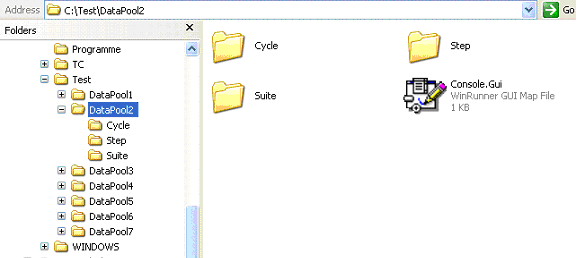 Address C:\Test\DataPool2 Go
Folders
Programme
TC
Test
DataPool1
DataPool2
Cycle
Step
Suite
DataPool3
DataPool4
DataPool5
DataPool6
DataPool7
WINDOWS
Cycle
Step
Suite
Console.Gui
WinRunner GUI Map File
1 KB